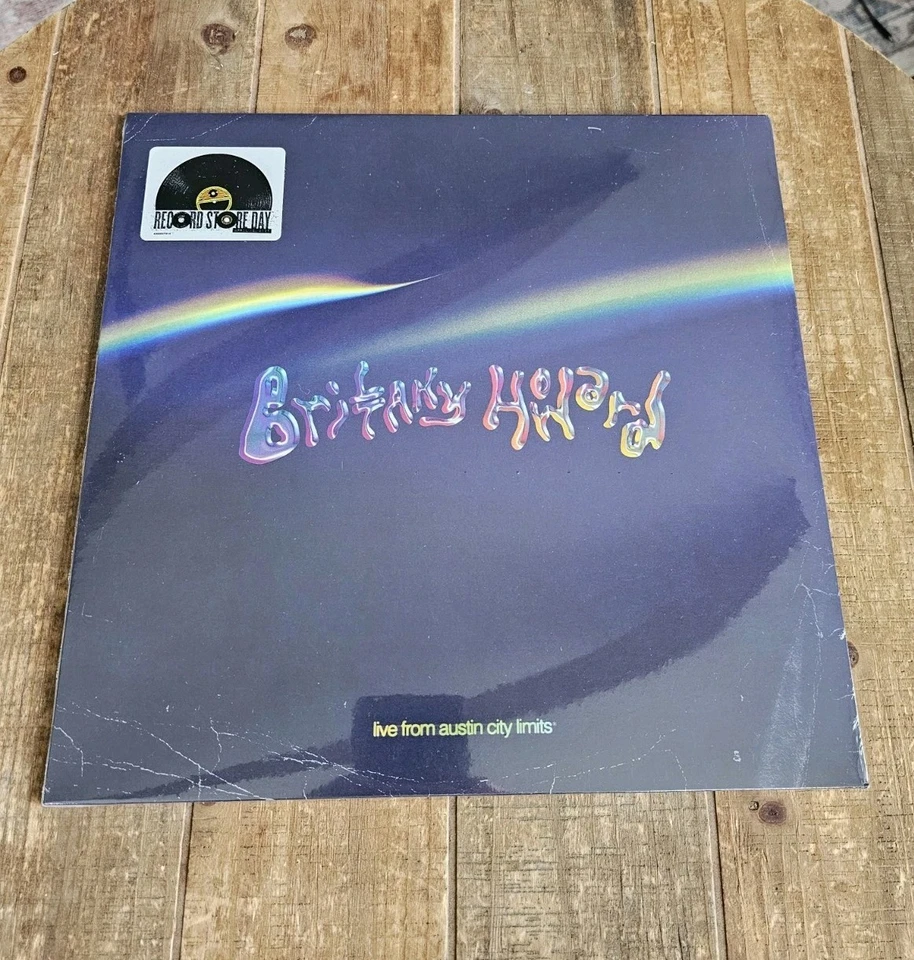 RECORD STORE DAY
Brittany Howard
live from austin city limits